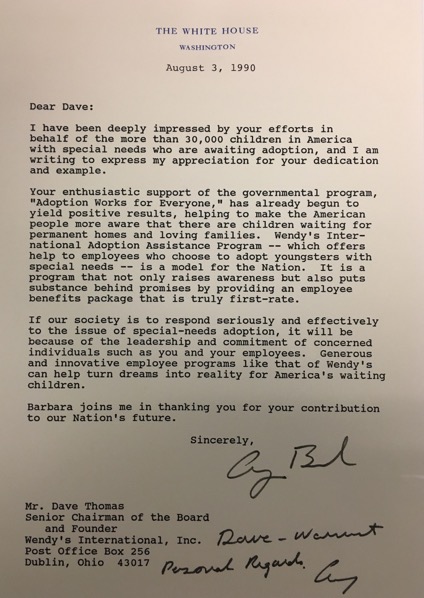 THE WHITE HOUSE
WASHINGTON
August 3, 1990
Dear Dave:
I have been deeply impressed by your efforts in
behalf of the more than 30,000 children in America
with special needs who are awaiting adoption, and I am
writing to express my appreciation for your dedication
and example.
Your enthusiastic support of the governmental program,
"Adoption Works for Everyone," has already begun to
yield positive results, helping to make the American
people more aware that there are children waiting for
permanent homes and loving families. Wendy's Inter-
national Adoption Assistance Program -- which offers
help to employees who choose to adopt youngsters with
special needs -- is a model for the Nation. It is a
program that not only raises awareness but also puts
substance behind promises by providing an employee
benefits package that is truly first-rate.
If our society is to respond seriously and effectively
to the issue of special-needs adoption, it will be
because of the leadership and commitment of concerned
individuals such as you and your employees. Generous
and innovative employee programs like that of Wendy's
can help turn dreams into reality for America's waiting
children.
Barbara joins me in thanking you for your contribution
to our Nation's future.
Sincerely,
Mr. Dave Thomas
Senior Chairman of the Board
and Founder
Wendy's International, Inc.
Post Office Box 256
Dublin, Ohio 43017
Dave - Warmest
Personal Regards.